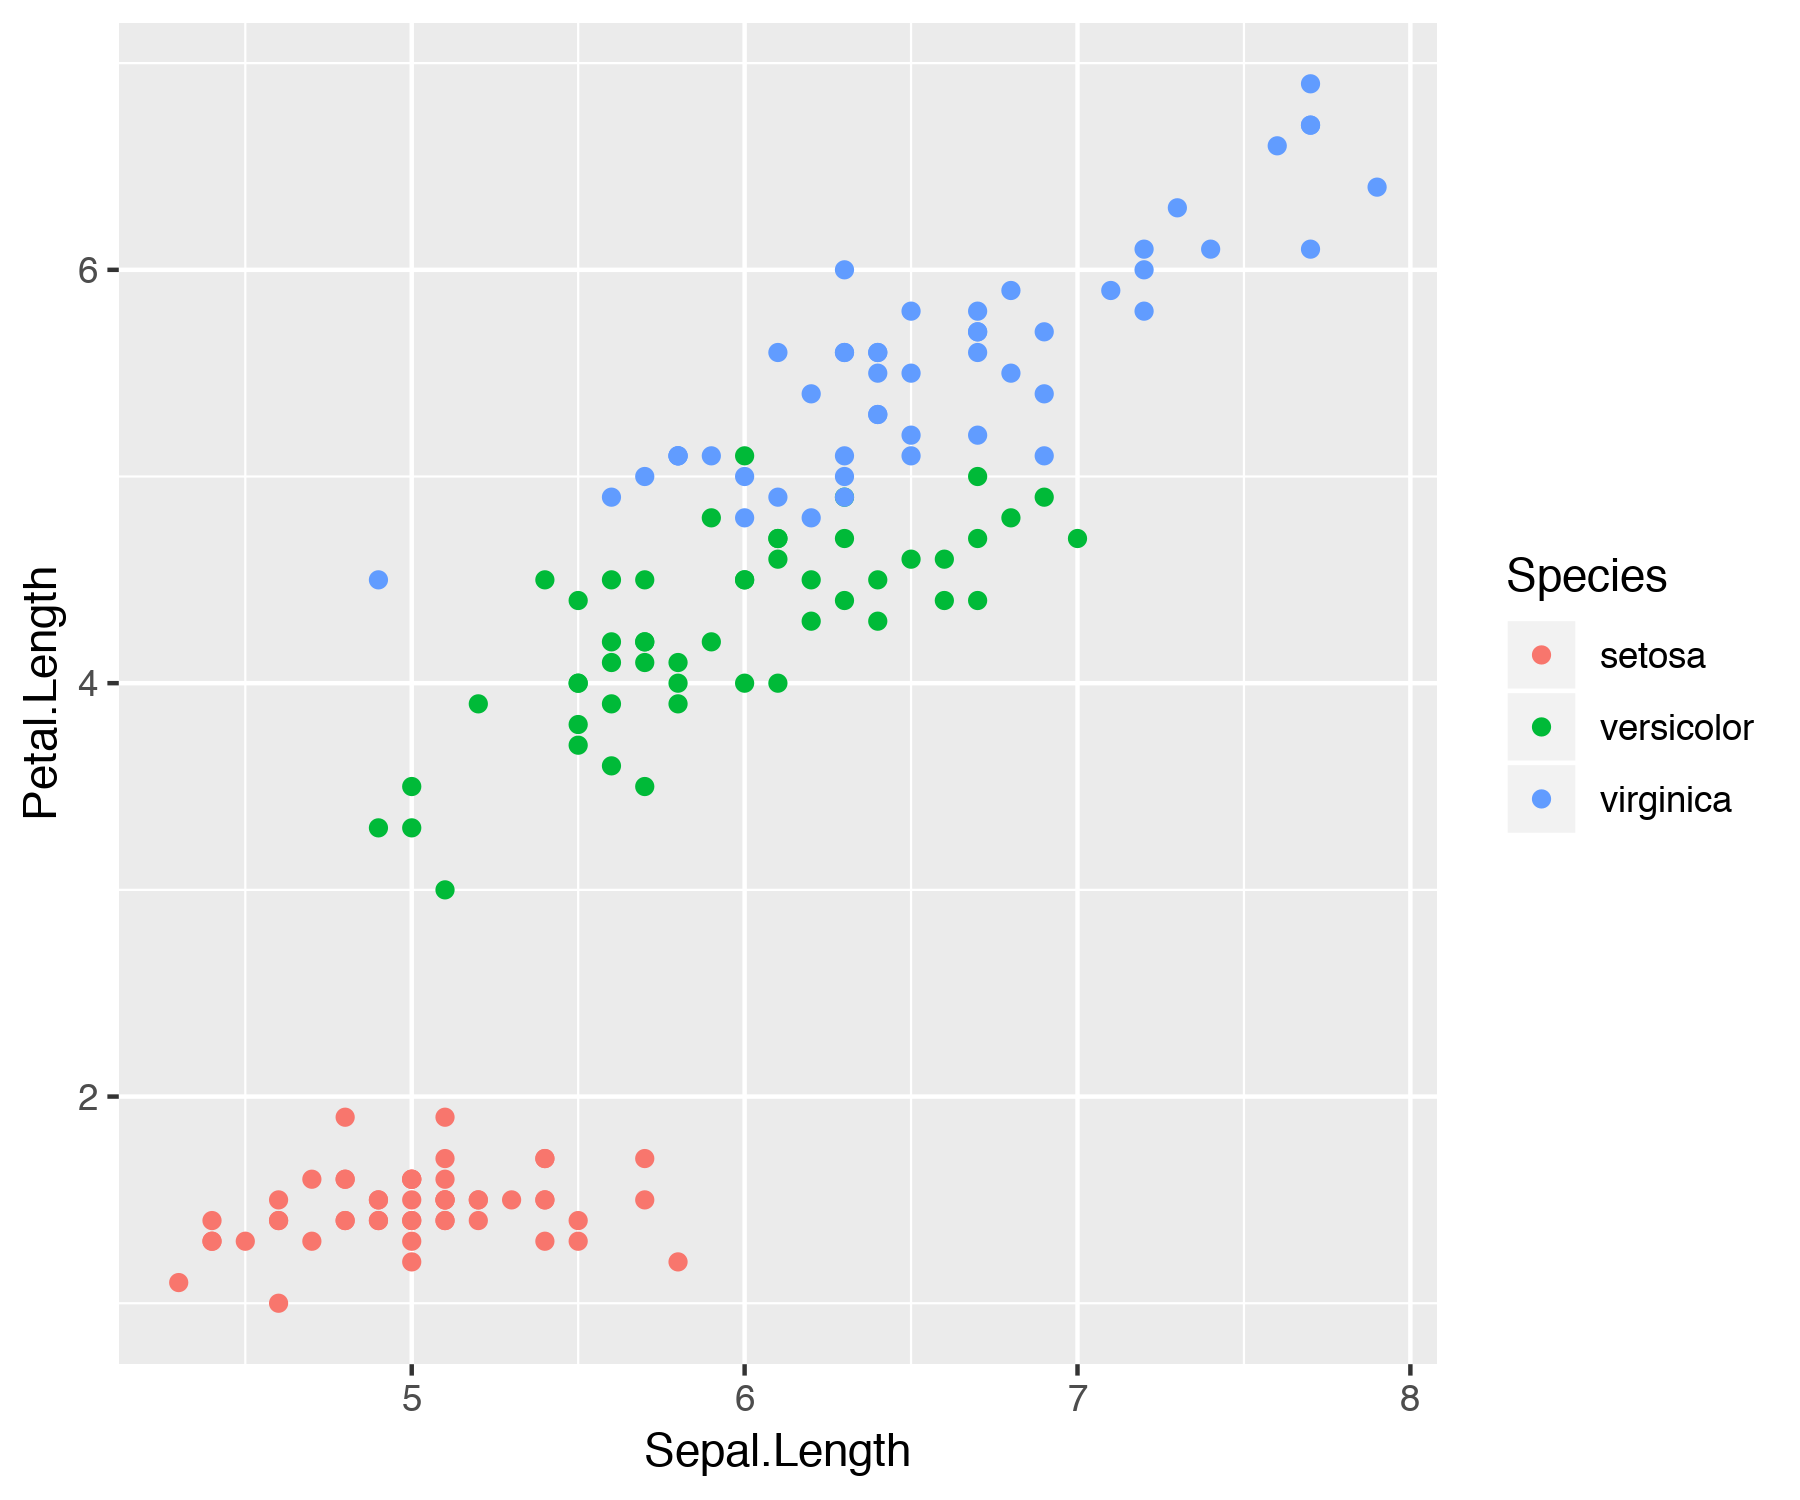 6
4
2
Petal.Length
5 6 7 8
Sepal.Length
Species
setosa
versicolor
virginica